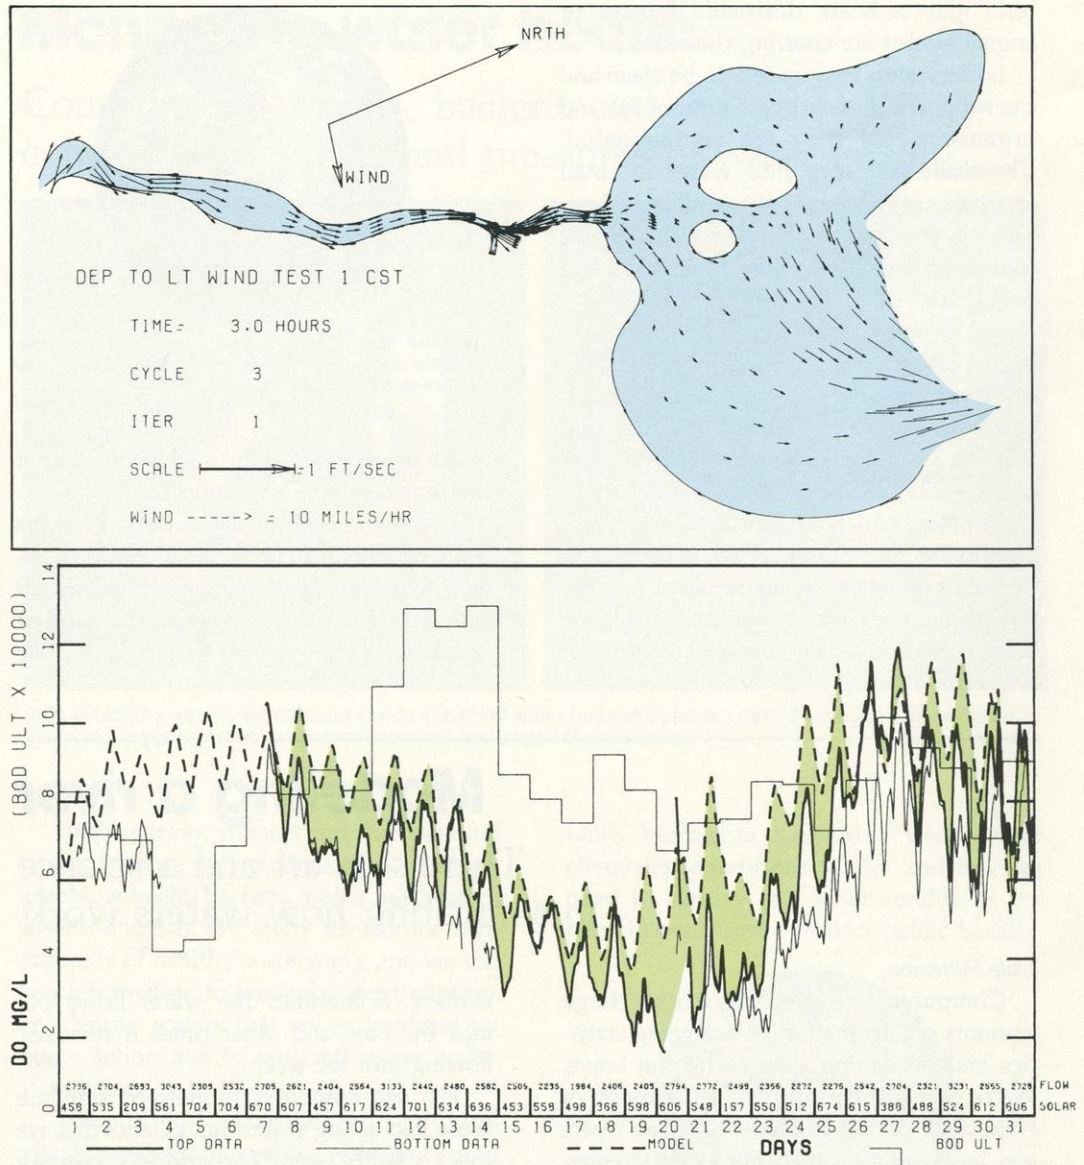 NRTH
WIND
DEP TO LT WIND TEST 1 CST
TIME= 3.0 HOURS
CYCLE 3
ITER 1
SCALE =1 FT/SEC
WIND -----> = 10 MILES/HR
14
12
10
8
6
4
2
0
DO MG/L (BOD ULT X 10000)
2736 2704 2693 3043 2309 2532 2709 2621 2404 2564 3133 2442 2480 2582 2505 2235 1984 2406 2409 2754 2772 2499 2356 2272 2276 2542 2704 2321 3231 2555 2729 FLOW
458 535 209 561 704 704 670 609 457 617 624 701 513 636 453 559 498 366 598 606 548 157 550 512 674 615 388 488 524 612 606 SOLAR
1 2 3 4 5 6 7 8 9 10 11 12 13 14 15 16 17 18 19 20 21 22 23 24 25 26 27 28 29 30 31
TOP DATA BOTTOM DATA MODEL DAYS BOD ULT